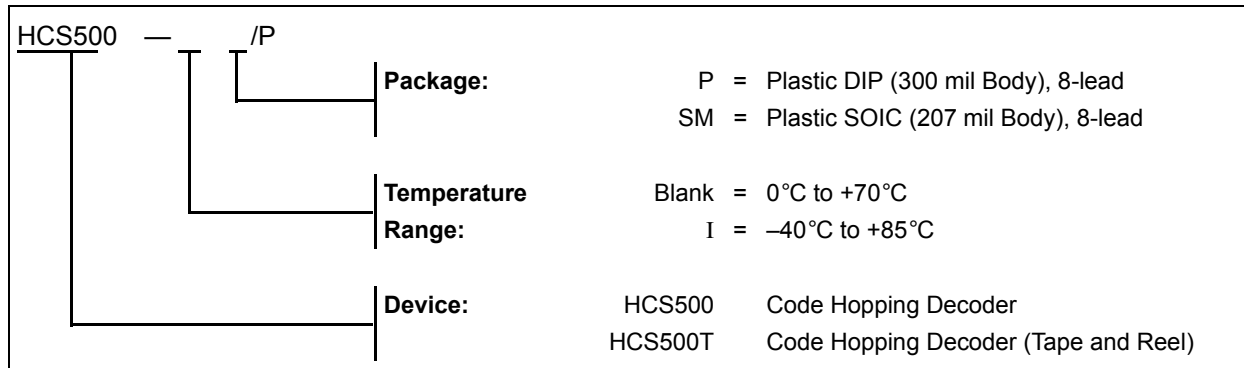 HCS500 — /P
Package: P = Plastic DIP (300 mil Body), 8-lead
SM = Plastic SOIC (207 mil Body), 8-lead
Temperature Blank = 0°C to +70°C
Range: I = –40°C to +85°C
Device: HCS500 Code Hopping Decoder
HCS500T Code Hopping Decoder (Tape and Reel)